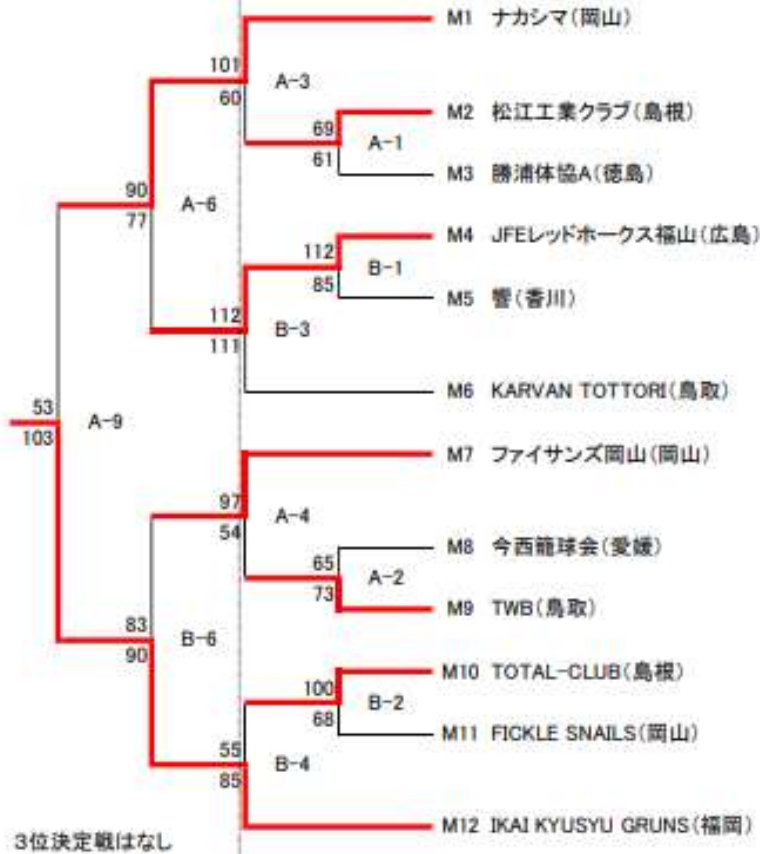 M1 ナカシマ(岡山)
101
A-3
60
M2 松江工業クラブ(島根)
69
A-1
61
M3 勝浦体協A(徳島)
90
A-6
77
M4 JFEレッドホークス福山(広島)
112
B-1
85
M5 響(香川)
112
B-3
111
M6 KARVAN TOTTORI(鳥取)
53
A-9
103
M7 ファイサンズ岡山(岡山)
97
A-4
54
M8 今西籠球会(愛媛)
65
A-2
73
M9 TWB(鳥取)
83
B-6
90
M10 TOTAL-CLUB(島根)
100
B-2
68
M11 FICKLE SNAILS(岡山)
55
B-4
85
M12 IKAI KYUSYU GRUNS(福岡)
3位決定戦はなし